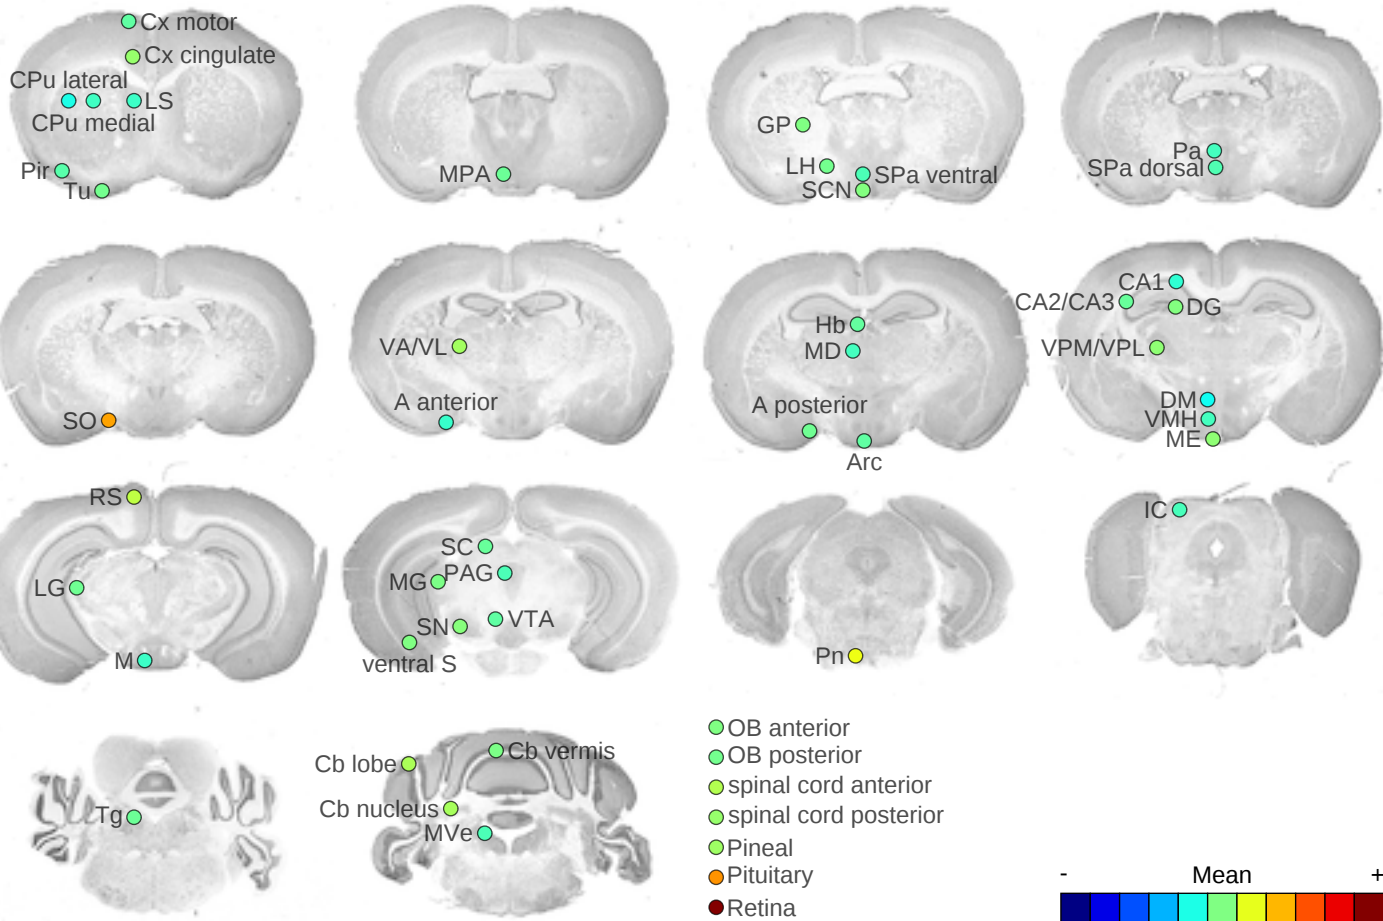 Cx motor
Cx cingulate
CPu lateral
LS
CPu medial
Pir
Tu
MPA
GP
LH
SPa ventral
SCN
Pa
SPa dorsal
SO
VA/VL
A anterior
Hb
MD
A posterior
Arc
CA1
CA2/CA3
DG
VPM/VPL
DM
VMH
ME
RS
LG
M
SC
PAG
MG
VTA
SN
ventral S
Pn
IC
Tg
Cb vermis
Cb lobe
Cb nucleus
MVe
OB anterior
OB posterior
spinal cord anterior
spinal cord posterior
Pineal
Pituitary
Retina
- Mean +